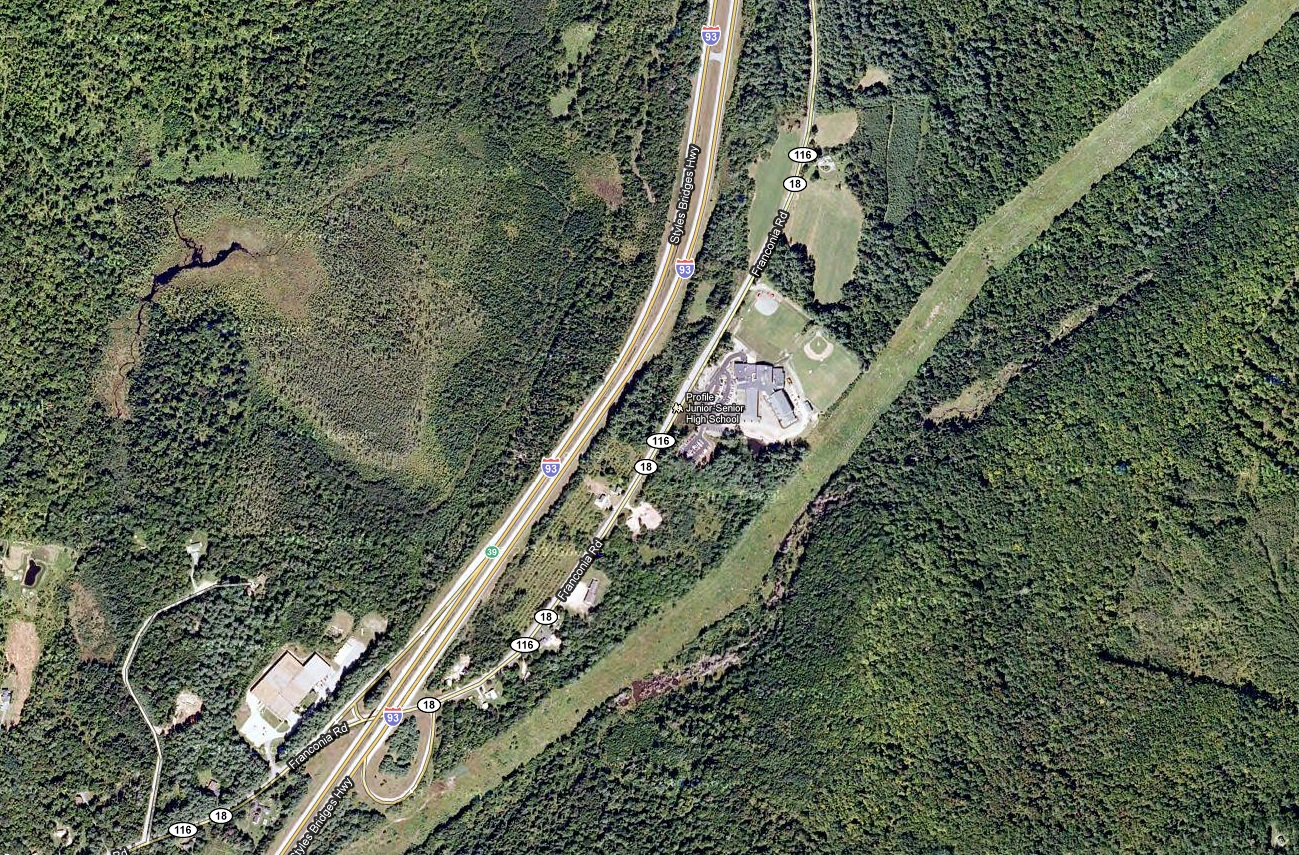 93
116
18
Styles Bridges Hwy
Franconia Rd
93
Profile
Junior-Senior
High School
116
18
93
39
Franconia Rd
18
116
18
93
Franconia Rd
Styles Bridges Hwy
18
116
Rd